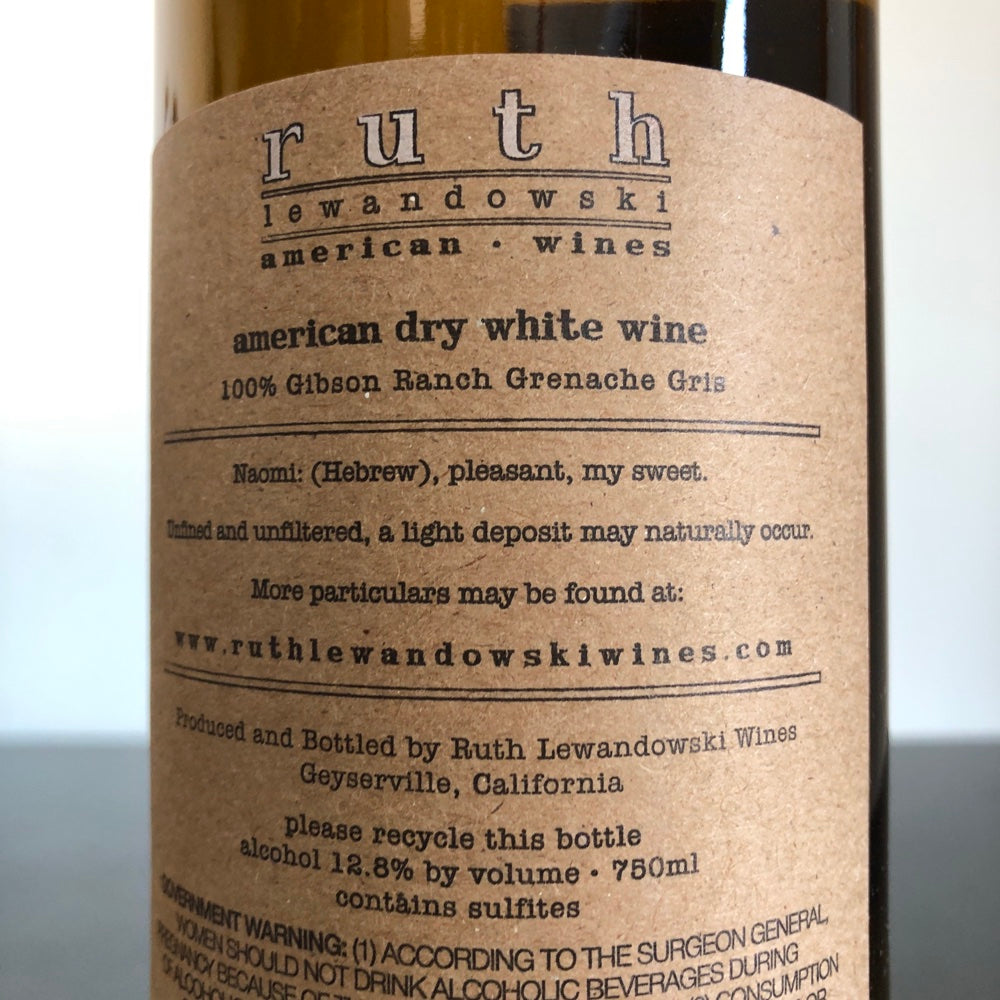 ruth
lewandowski
american · wines
american dry white wine
100% Gibson Ranch Grenache Gris
Naomi: (Hebrew), pleasant, my sweet.
Unfined and unfiltered, a light deposit may naturally occur.
More particulars may be found at:
www.ruthlewandowskiwines.com
Produced and Bottled by Ruth Lewandowski Wines
Geyserville, California
please recycle this bottle
alcohol 12.8% by volume · 750ml
contains sulfites
GOVERNMENT WARNING: (1) ACCORDING TO THE SURGEON GENERAL,
WOMEN SHOULD NOT DRINK ALCOHOLIC BEVERAGES DURING
PREGNANCY BECAUSE OF CONSUMPTION
OF ALCOHOLIC